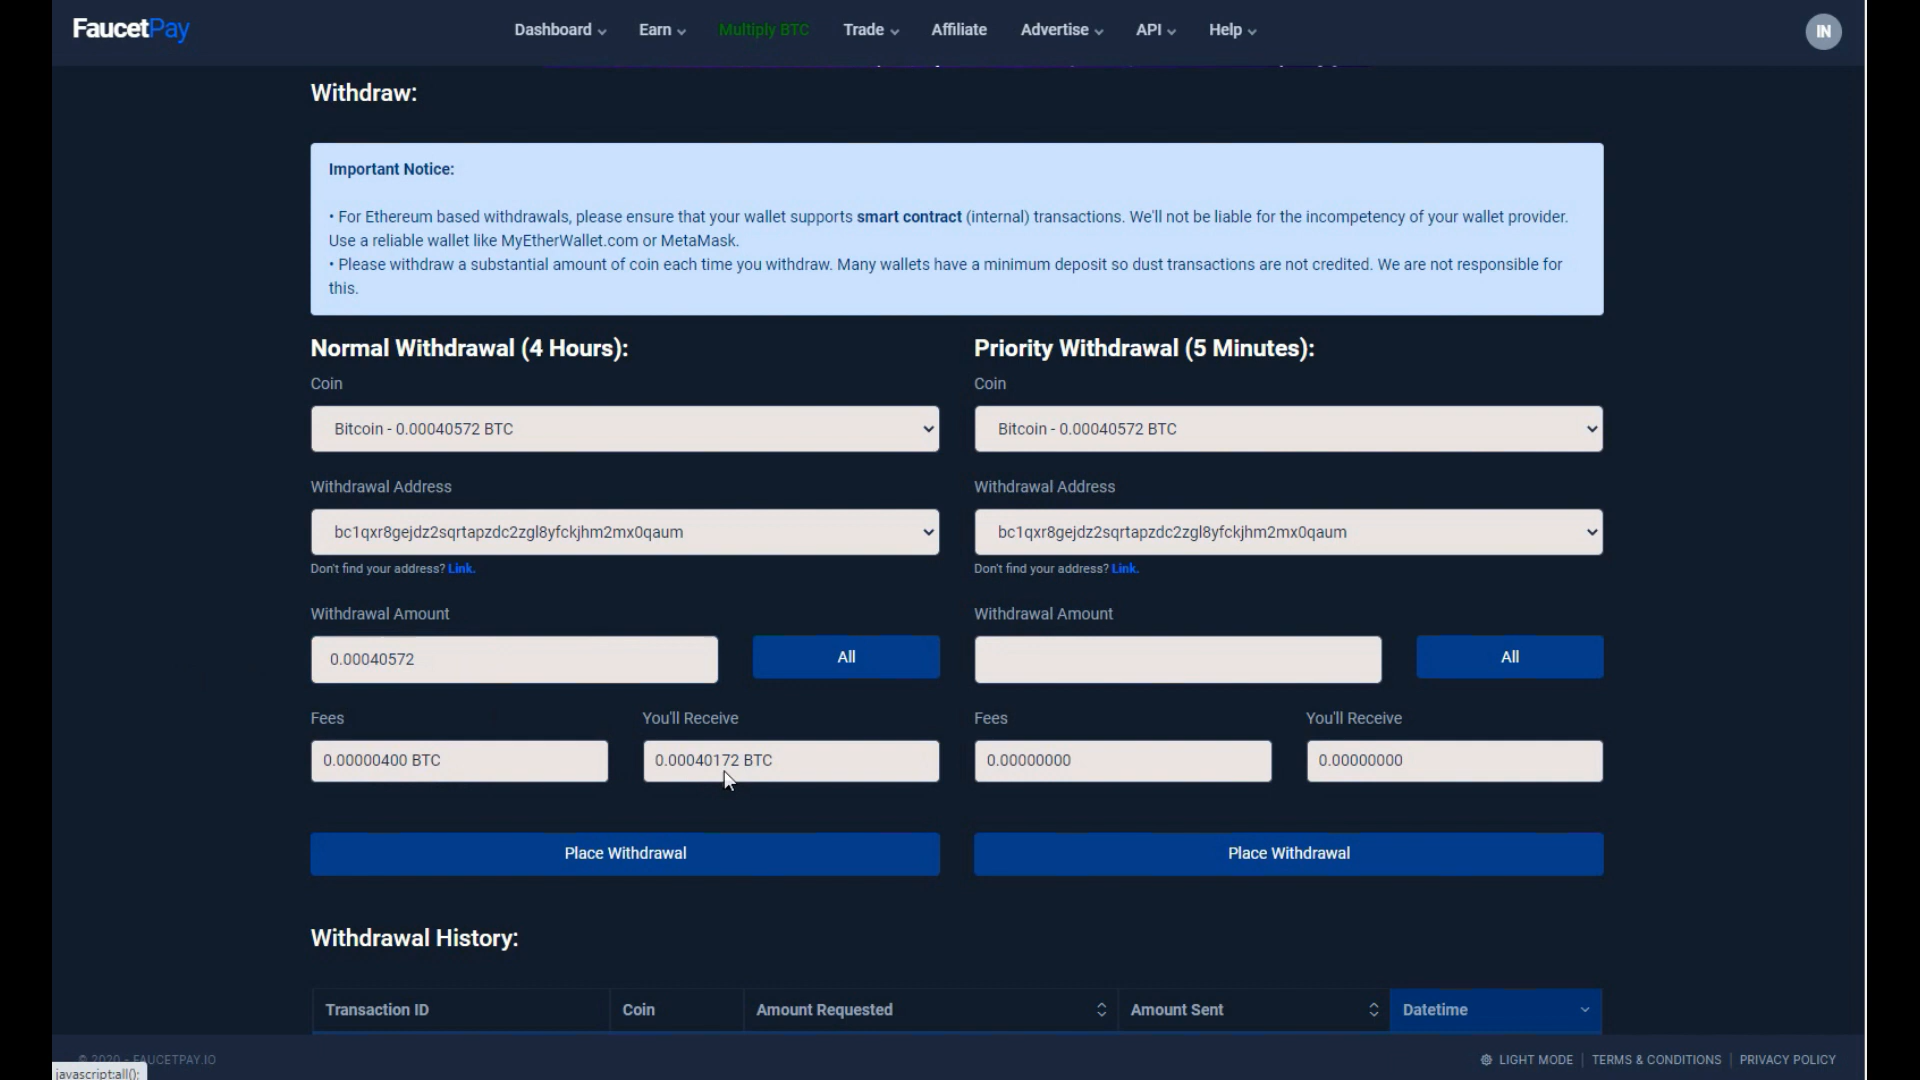 FaucetPay
Dashboard
Earn
Multiply BTC
Trade
Affiliate
Advertise
API
Help
IN
Withdraw:
Important Notice:
• For Ethereum based withdrawals, please ensure that your wallet supports smart contract (internal) transactions. We'll not be liable for the incompetency of your wallet provider.
Use a reliable wallet like MyEtherWallet.com or MetaMask.
• Please withdraw a substantial amount of coin each time you withdraw. Many wallets have a minimum deposit so dust transactions are not credited. We are not responsible for
this.
Normal Withdrawal (4 Hours):
Coin
Bitcoin - 0.00040572 BTC
Withdrawal Address
bc1qxr8gejdz2sqrtapzdc2zgl8yfckjhm2mx0qaum
Don't find your address? Link.
Withdrawal Amount
0.00040572
All
Fees
You'll Receive
0.00000400 BTC
0.00040172 BTC
Place Withdrawal
Priority Withdrawal (5 Minutes):
Coin
Bitcoin - 0.00040572 BTC
Withdrawal Address
bc1qxr8gejdz2sqrtapzdc2zgl8yfckjhm2mx0qaum
Don't find your address? Link.
Withdrawal Amount
All
Fees
You'll Receive
0.00000000
0.00000000
Place Withdrawal
Withdrawal History:
Transaction ID
Coin
Amount Requested
Amount Sent
Datetime
© 2020 - FAUCETPAY.IO
LIGHT MODE
TERMS & CONDITIONS
PRIVACY POLICY
javascript:all();